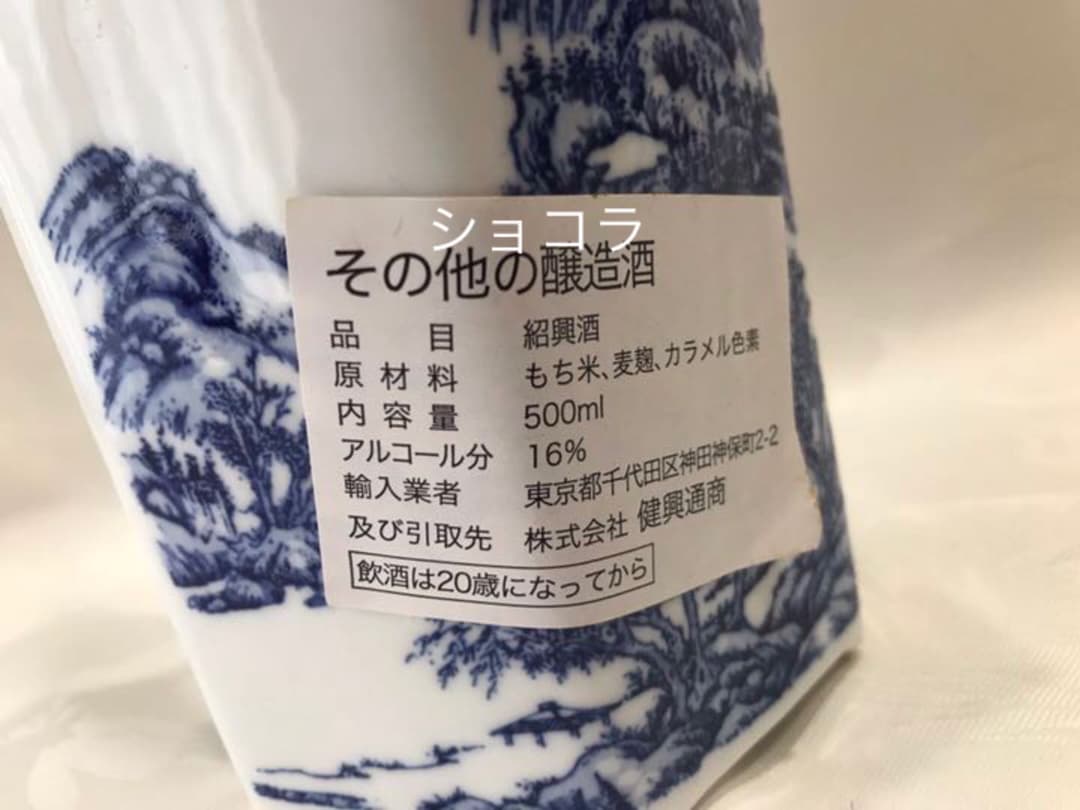 ショコラ
その他の醸造酒
品目 紹興酒
原材料 もち米、麦麹、カラメル色素
内容量 500ml
アルコール分 16%
輸入業者 東京都千代田区神田神保町2-2
及び引取先 株式会社 健興通商
飲酒は20歳になってから